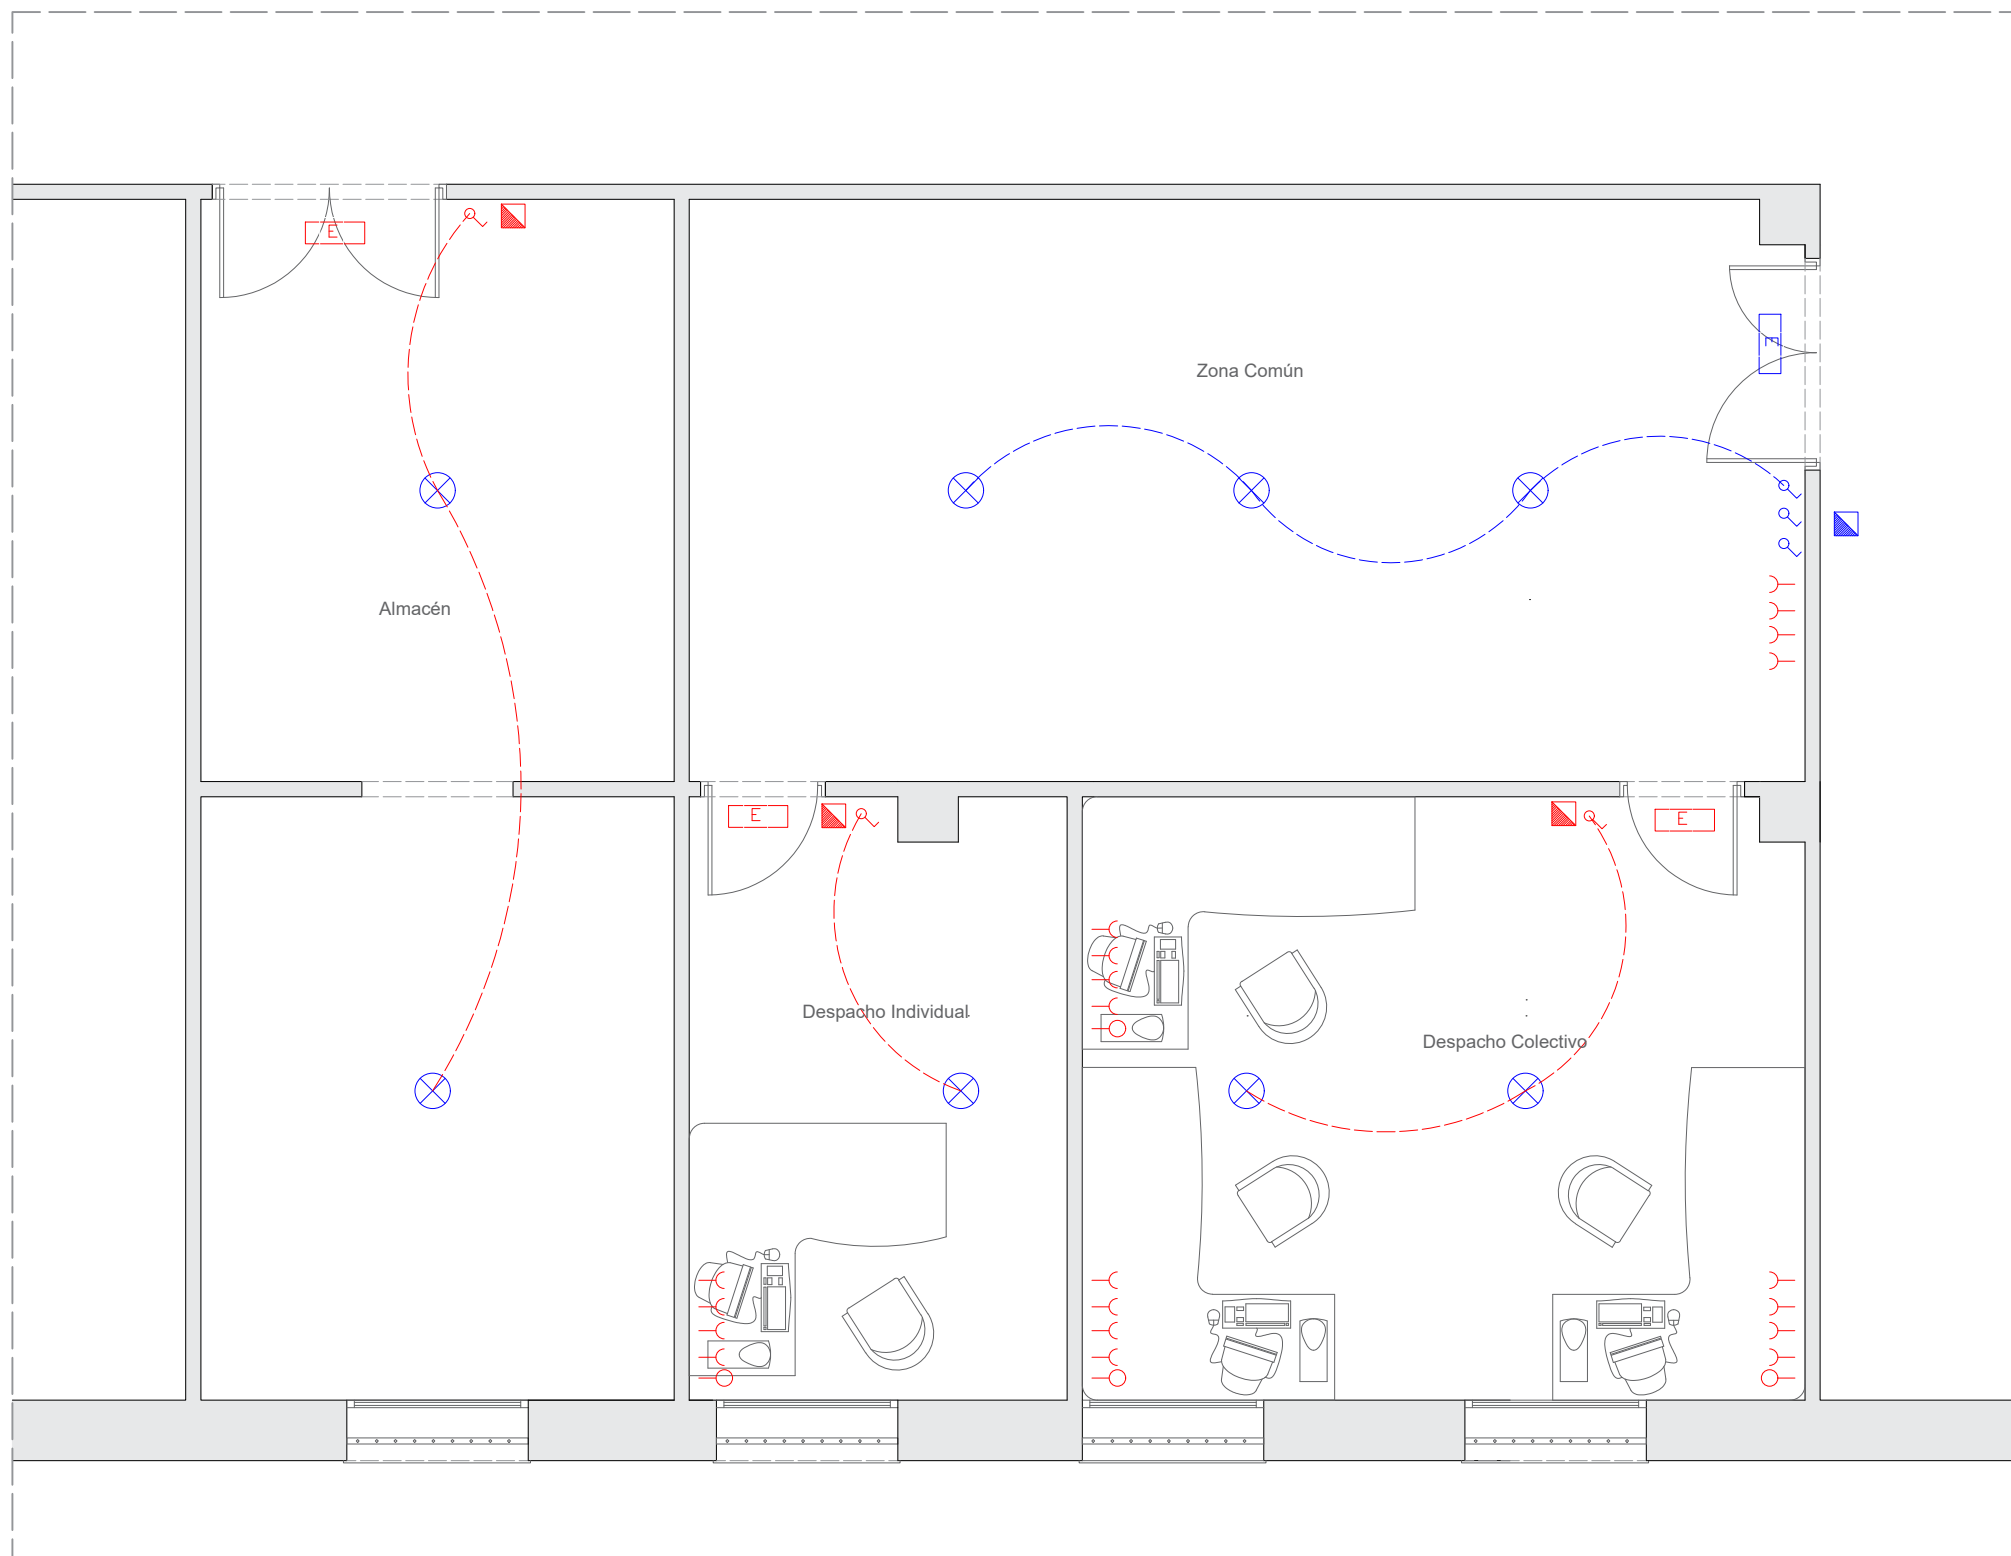 E
E
Zona Común
Almacén
E
E
Despacho Individual
Despacho Colectivo